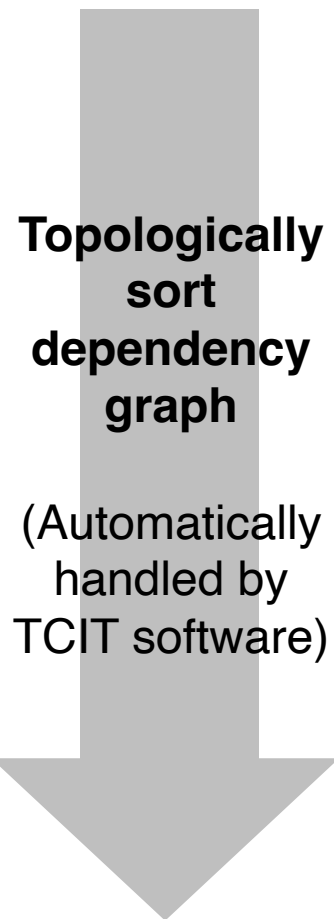 Topologically
sort
dependency
graph
(Automatically
handled by
TCIT software)